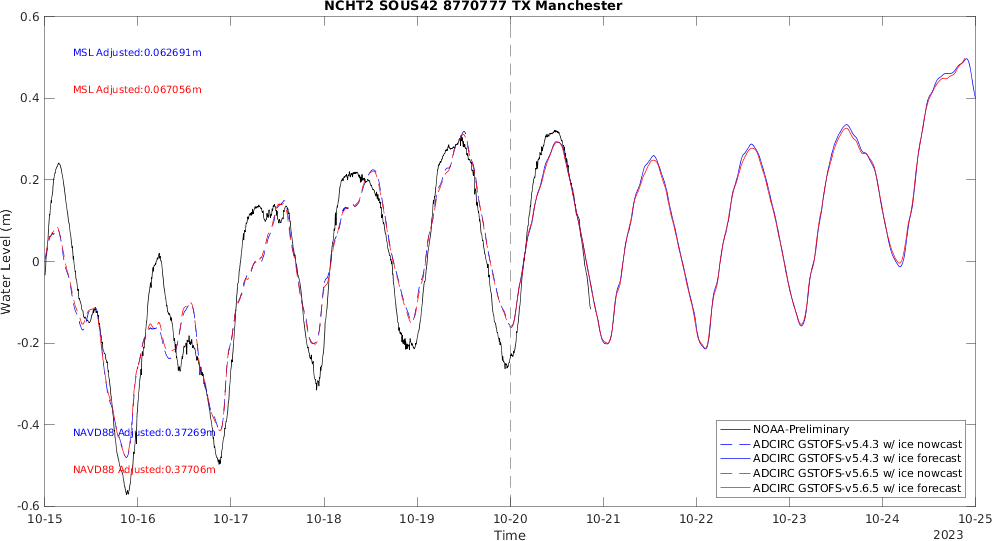 NCHT2 SOUS42 8770777 TX Manchester
0.6
MSL Adjusted:0.062691m
0.4
MSL Adjusted:0.067056m
0.2
Water Level (m)
0
-0.2
-0.4
NAVD88 Adjusted:0.37269m
NAVD88 Adjusted:0.37706m
-0.6
NOAA-Preliminary
ADCIRC GSTOFS-v5.4.3 w/ ice nowcast
ADCIRC GSTOFS-v5.4.3 w/ ice forecast
ADCIRC GSTOFS-v5.6.5 w/ ice nowcast
ADCIRC GSTOFS-v5.6.5 w/ ice forecast
10-15 10-16 10-17 10-18 10-19 10-20 10-21 10-22 10-23 10-24 10-25
Time
2023